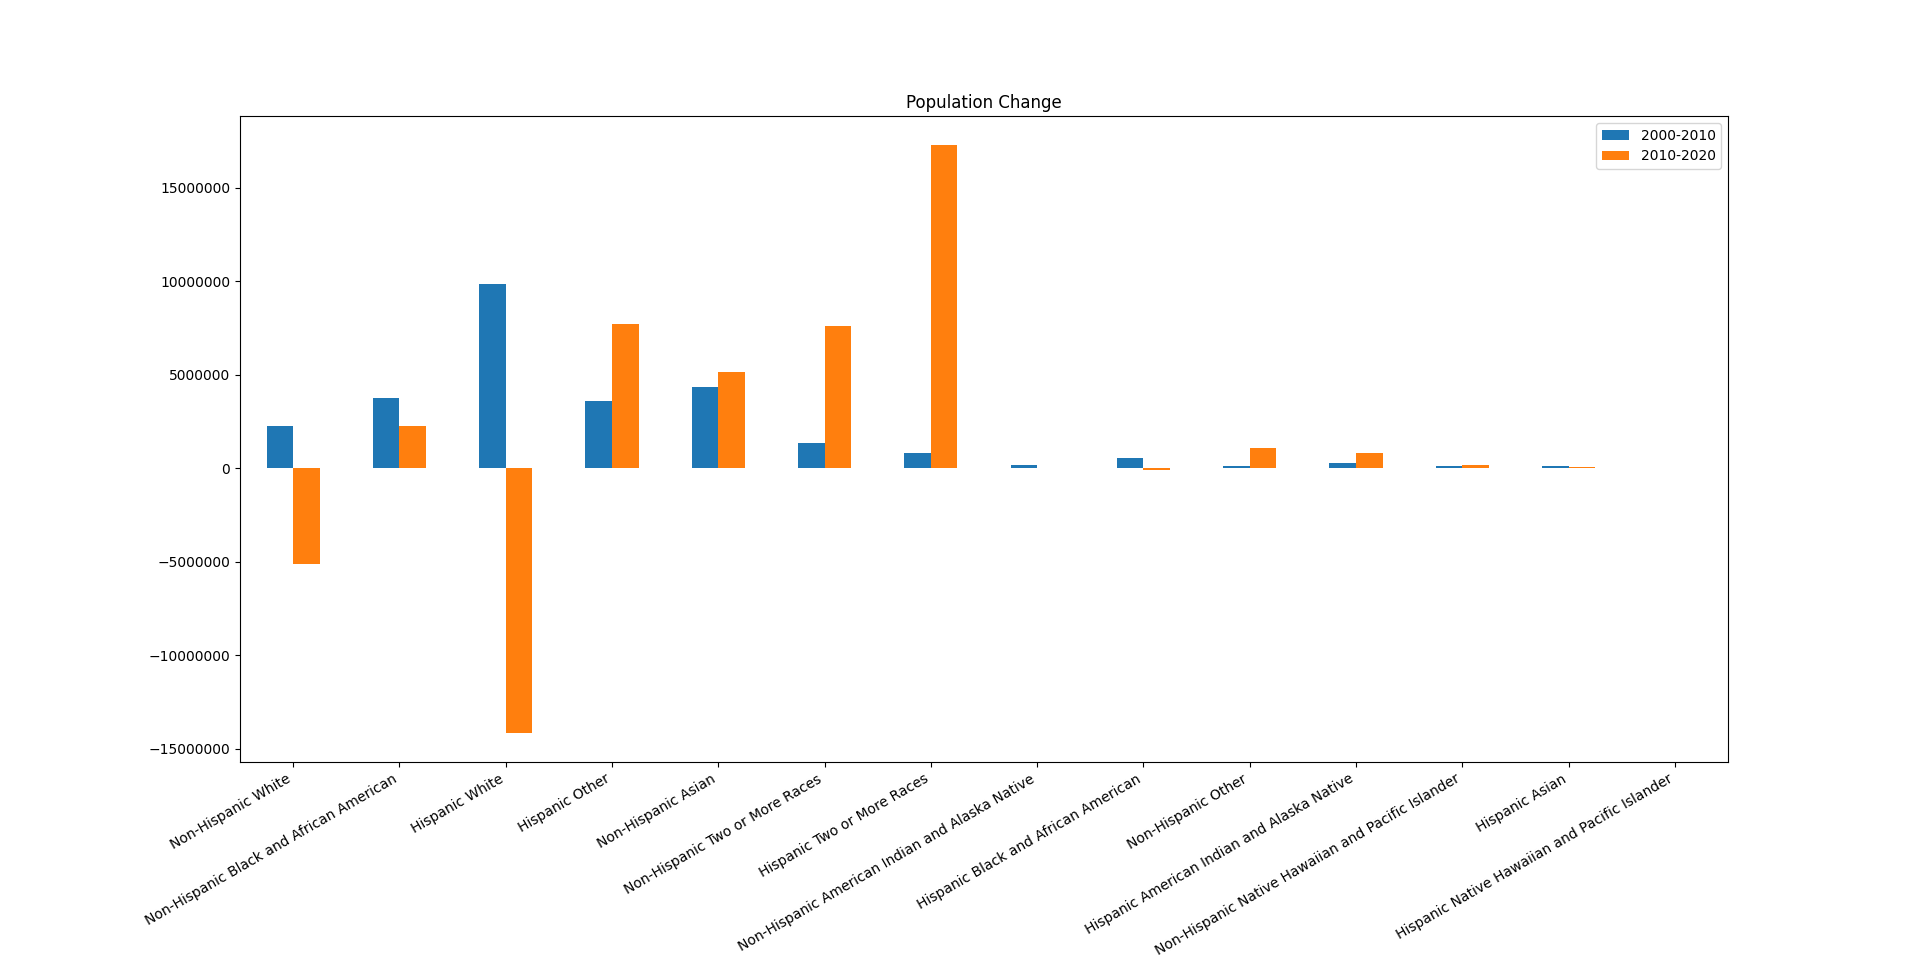 Population Change
2000-2010
2010-2020
15000000
10000000
5000000
0
−5000000
−10000000
−15000000
Non-Hispanic White
Non-Hispanic Black and African American
Hispanic White
Hispanic Other
Non-Hispanic Asian
Non-Hispanic Two or More Races
Hispanic Two or More Races
Non-Hispanic American Indian and Alaska Native
Hispanic Black and African American
Non-Hispanic Other
Hispanic American Indian and Alaska Native
Non-Hispanic Native Hawaiian and Pacific Islander
Hispanic Asian
Hispanic Native Hawaiian and Pacific Islander